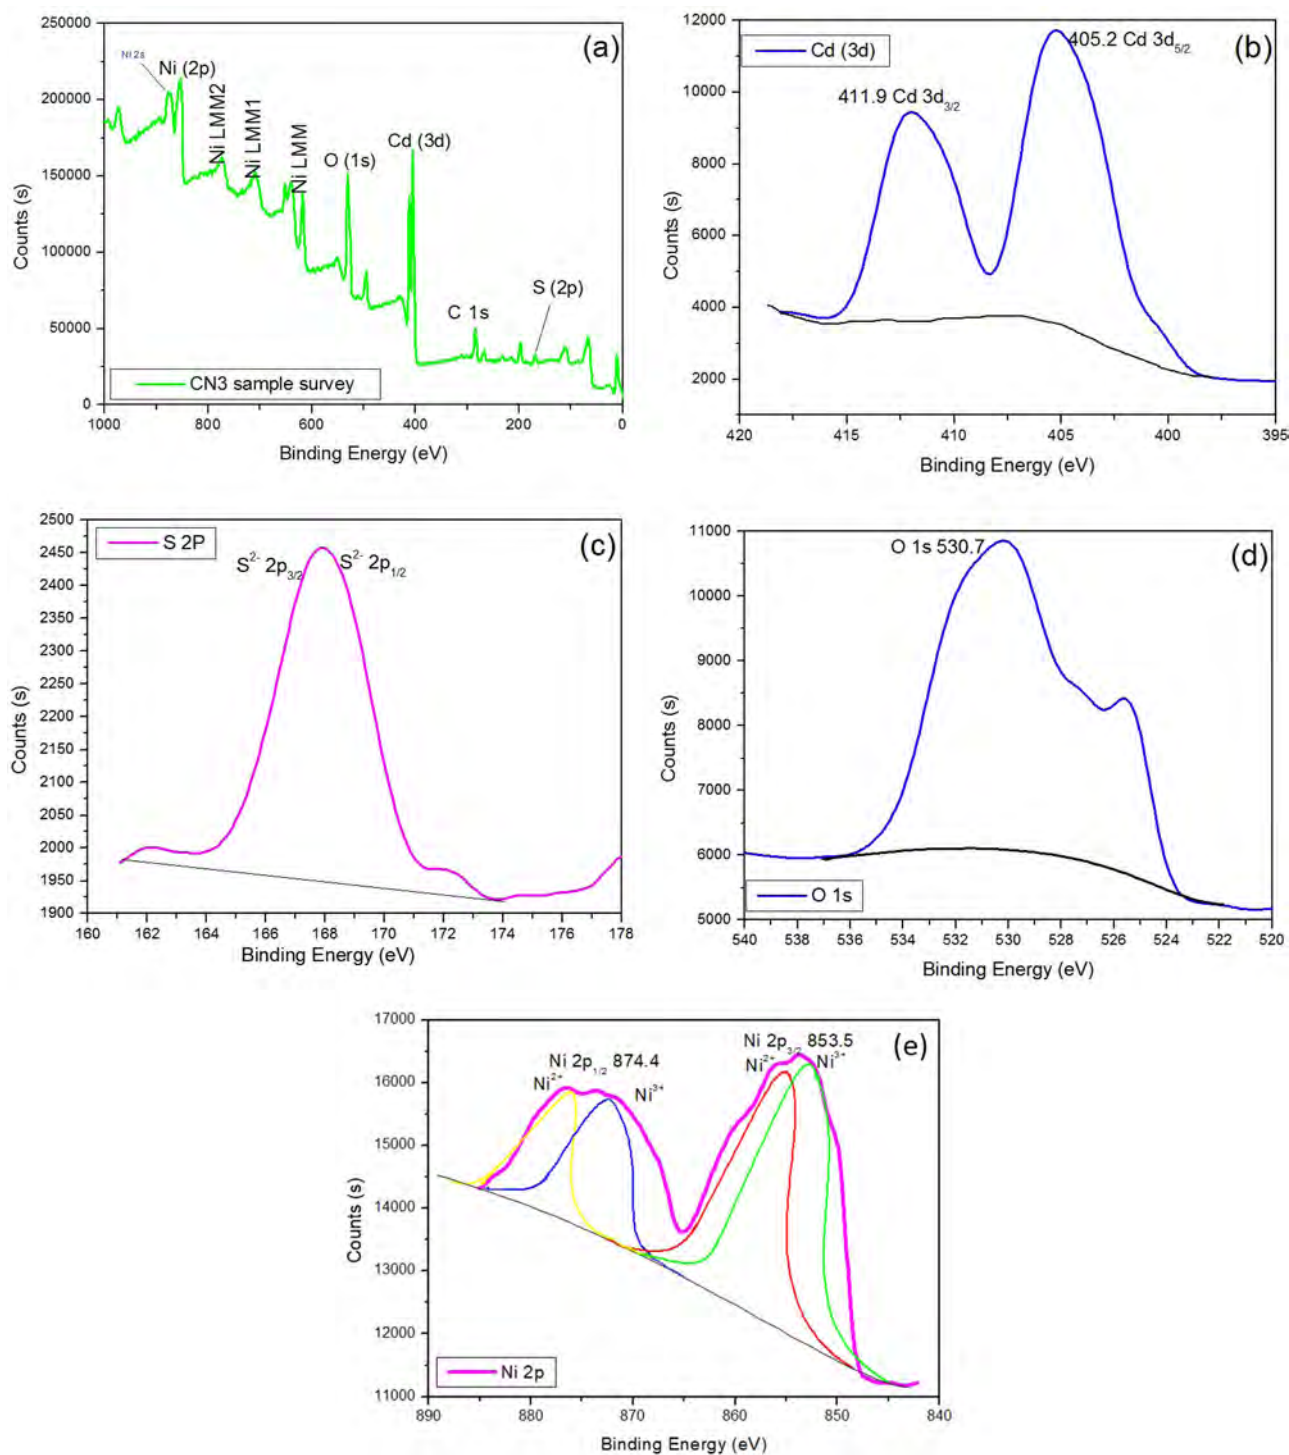 (a)
250000
200000
150000
100000
50000
0
Counts (s)
Ni 2s
Ni (2p)
Ni LMM2
Ni LMM1
Ni LMM
O (1s)
Cd (3d)
C 1s
S (2p)
CN3 sample survey
1000 800 600 400 200 0
Binding Energy (eV)
(b)
12000
10000
8000
6000
4000
2000
Counts (s)
Cd (3d)
405.2 Cd 3d5/2
411.9 Cd 3d3/2
420 415 410 405 400 395
Binding Energy (eV)
(c)
2500
2450
2400
2350
2300
2250
2200
2150
2100
2050
2000
1950
1900
Counts (s)
S 2P
S2- 2p3/2
S2- 2p1/2
160 162 164 166 168 170 172 174 176 178
Binding Energy (eV)
(d)
11000
10000
9000
8000
7000
6000
5000
Counts (s)
O 1s 530.7
O 1s
540 538 536 534 532 530 528 526 524 522 520
Binding Energy (eV)
(e)
17000
16000
15000
14000
13000
12000
11000
Counts (s)
Ni 2p1/2 874.4
Ni2+
Ni3+
Ni 2p3/2 853.5
Ni2+
Ni3+
Ni 2p
890 880 870 860 850 840
Binding Energy (eV)